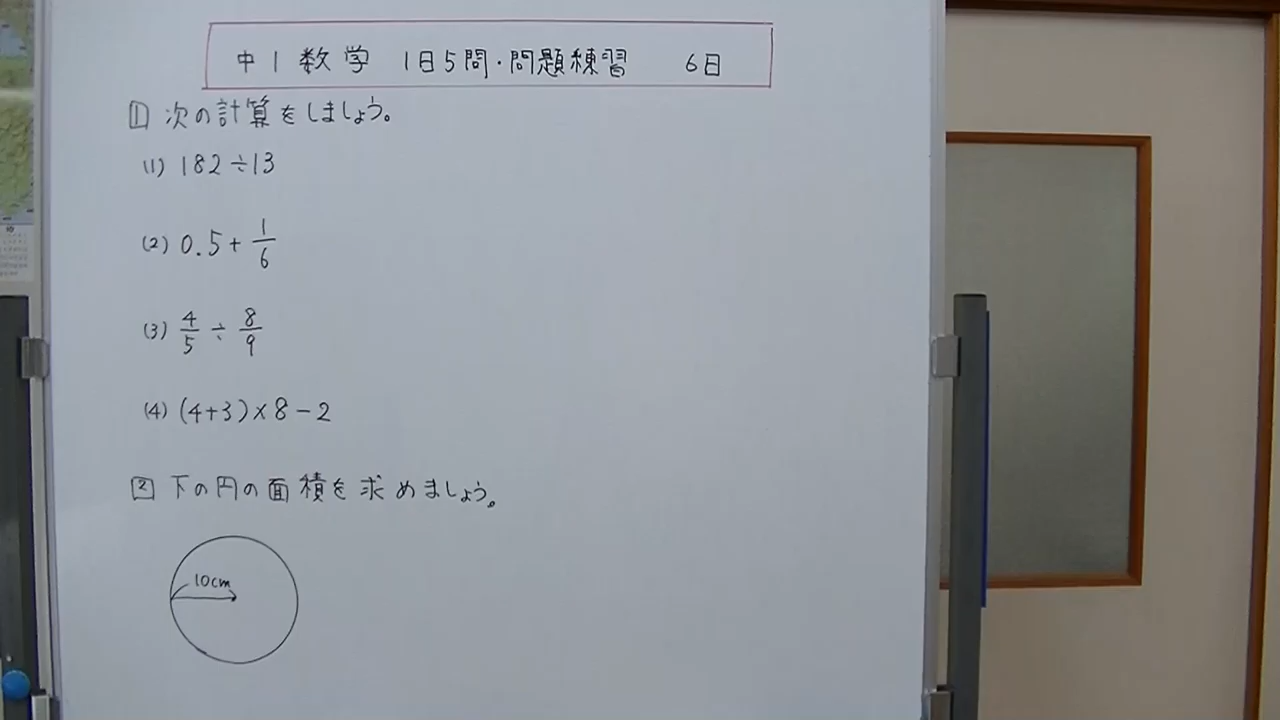 中1数学 1日5問・問題練習 6日
1 次の計算をしましょう。
(1) 182÷13
(2) 0.5+1/6
(3) 4/5÷8/9
(4) (4+3)×8-2
2 下の円の面積を求めましょう。
10cm